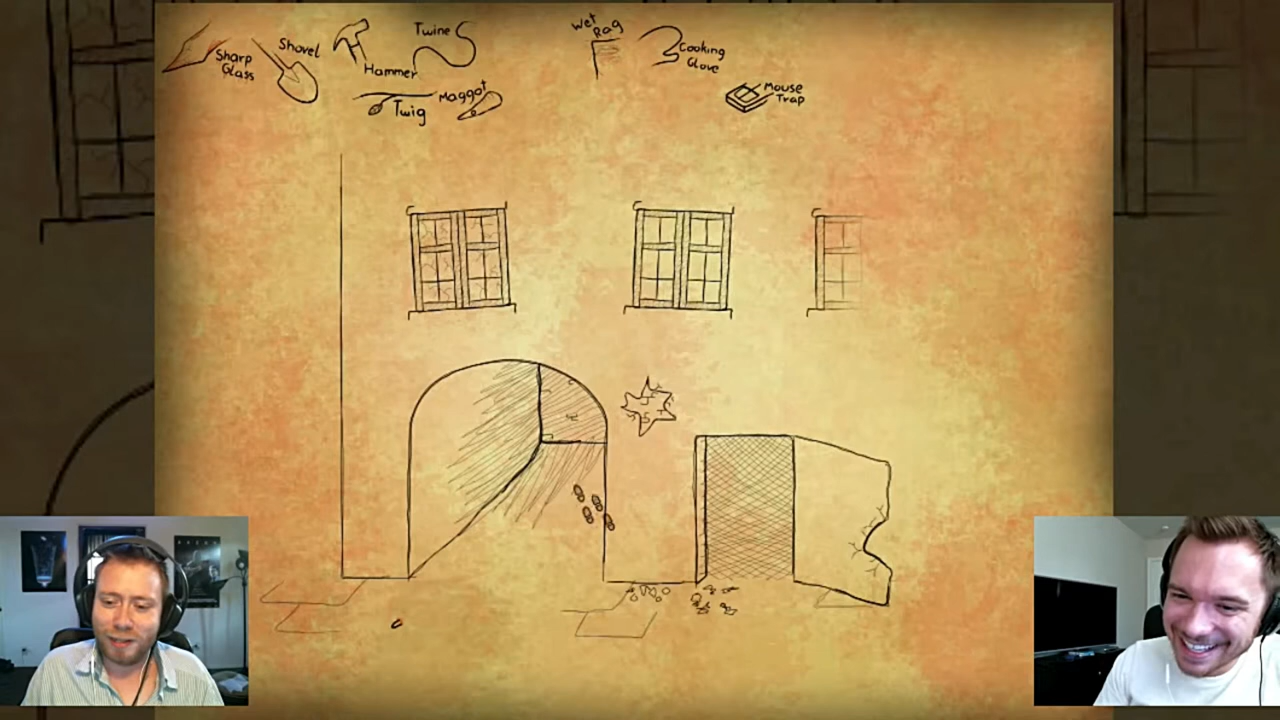 Sharp
Glass
Shovel
Hammer
Twine
Twig
Maggot
Wet
Rag
Cooking
Glove
Mouse
Trap